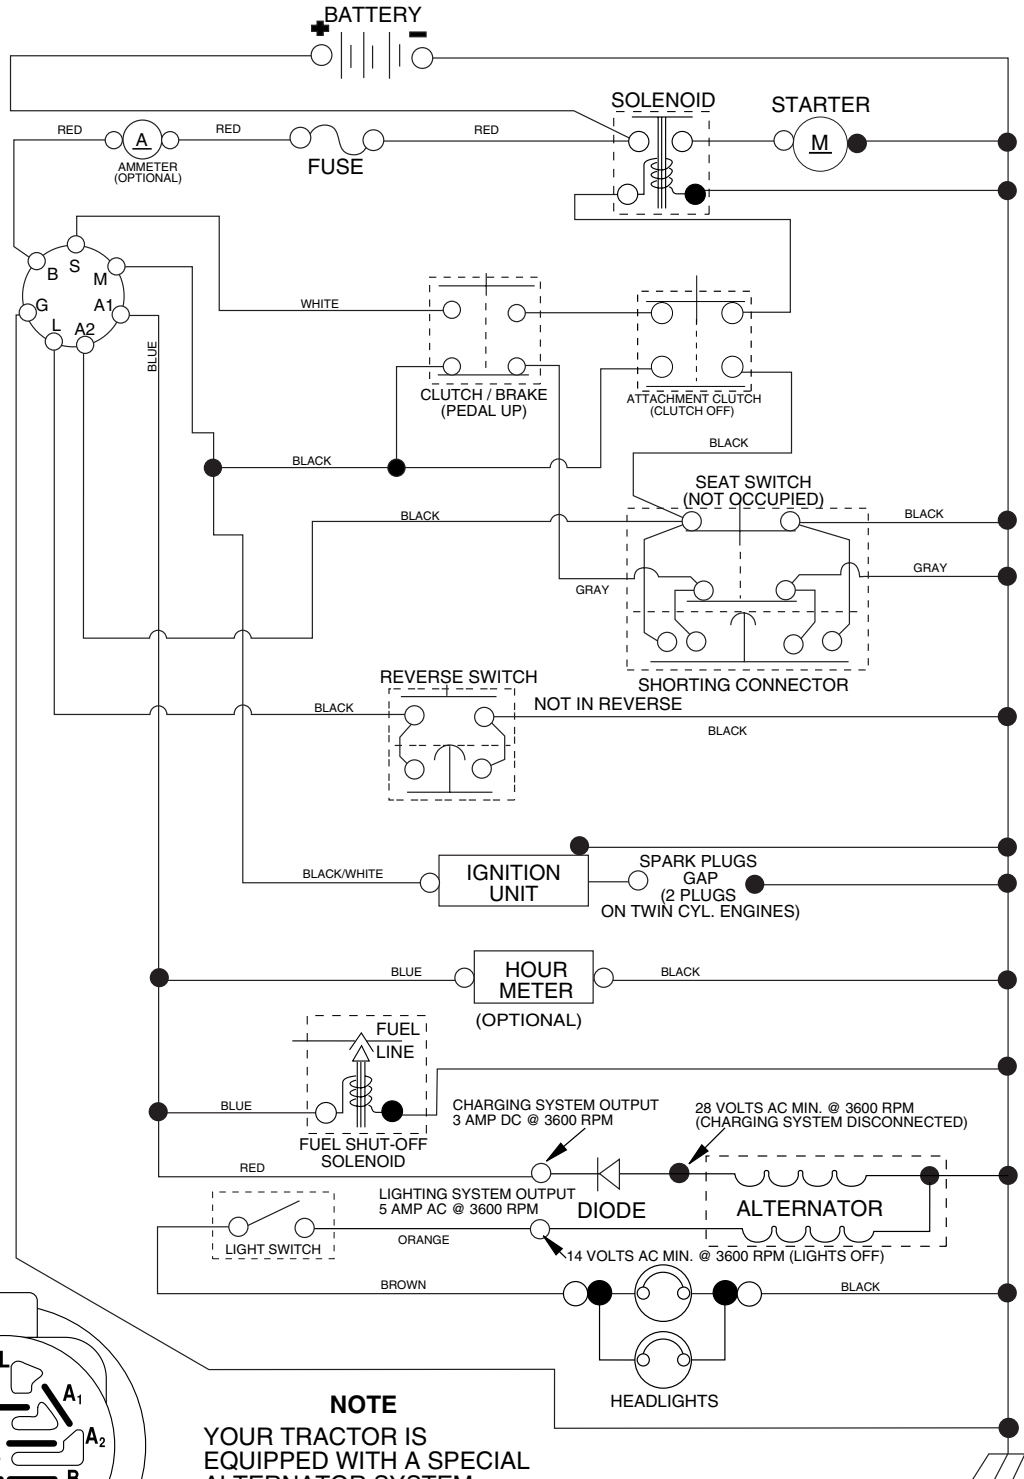 BATTERY
SOLENOID
STARTER
RED
A
RED
RED
M
AMMETER
(OPTIONAL)
FUSE
B
S
M
G
A1
L
A2
WHITE
BLUE
CLUTCH / BRAKE
(PEDAL UP)
ATTACHMENT CLUTCH
(CLUTCH OFF)
BLACK
BLACK
SEAT SWITCH
(NOT OCCUPIED)
BLACK
BLACK
GRAY
GRAY
SHORTING CONNECTOR
REVERSE SWITCH
NOT IN REVERSE
BLACK
BLACK
BLACK/WHITE
IGNITION
UNIT
SPARK PLUGS
GAP
(2 PLUGS
ON TWIN CYL. ENGINES)
BLUE
HOUR
METER
BLACK
(OPTIONAL)
FUEL
LINE
BLUE
FUEL SHUT-OFF
SOLENOID
CHARGING SYSTEM OUTPUT
3 AMP DC @ 3600 RPM
28 VOLTS AC MIN. @ 3600 RPM
(CHARGING SYSTEM DISCONNECTED)
RED
LIGHTING SYSTEM OUTPUT
5 AMP AC @ 3600 RPM
DIODE
ALTERNATOR
LIGHT SWITCH
ORANGE
14 VOLTS AC MIN. @ 3600 RPM (LIGHTS OFF)
BROWN
BLACK
HEADLIGHTS
L
A1
A2
B
NOTE
YOUR TRACTOR IS
EQUIPPED WITH A SPECIAL
ALTERNATOR SYSTEM